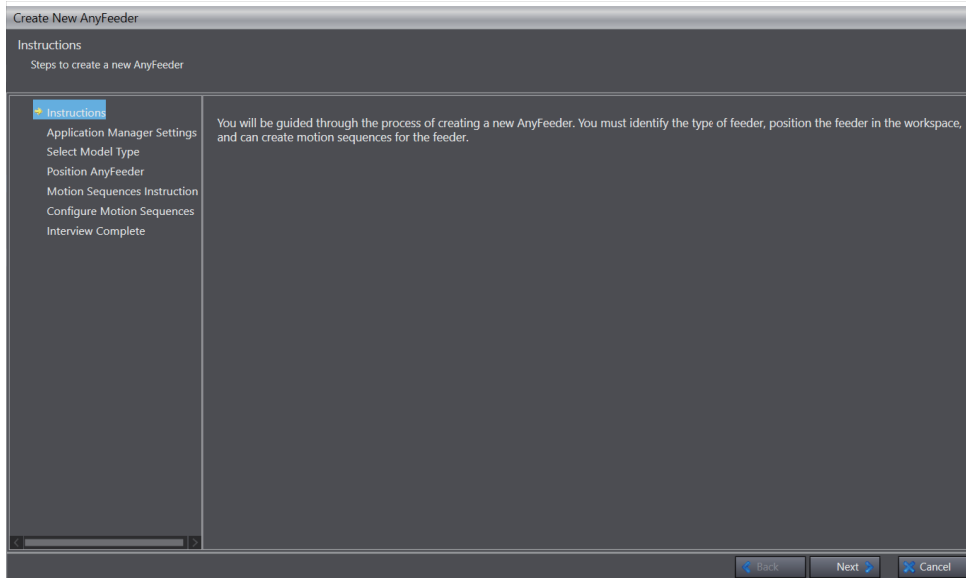 Create New AnyFeeder
Instructions
Steps to create a new AnyFeeder
Instructions
Application Manager Settings
Select Model Type
Position AnyFeeder
Motion Sequences Instruction
Configure Motion Sequences
Interview Complete
You will be guided through the process of creating a new AnyFeeder. You must identify the type of feeder, position the feeder in the workspace,
and can create motion sequences for the feeder.
Back
Next
Cancel